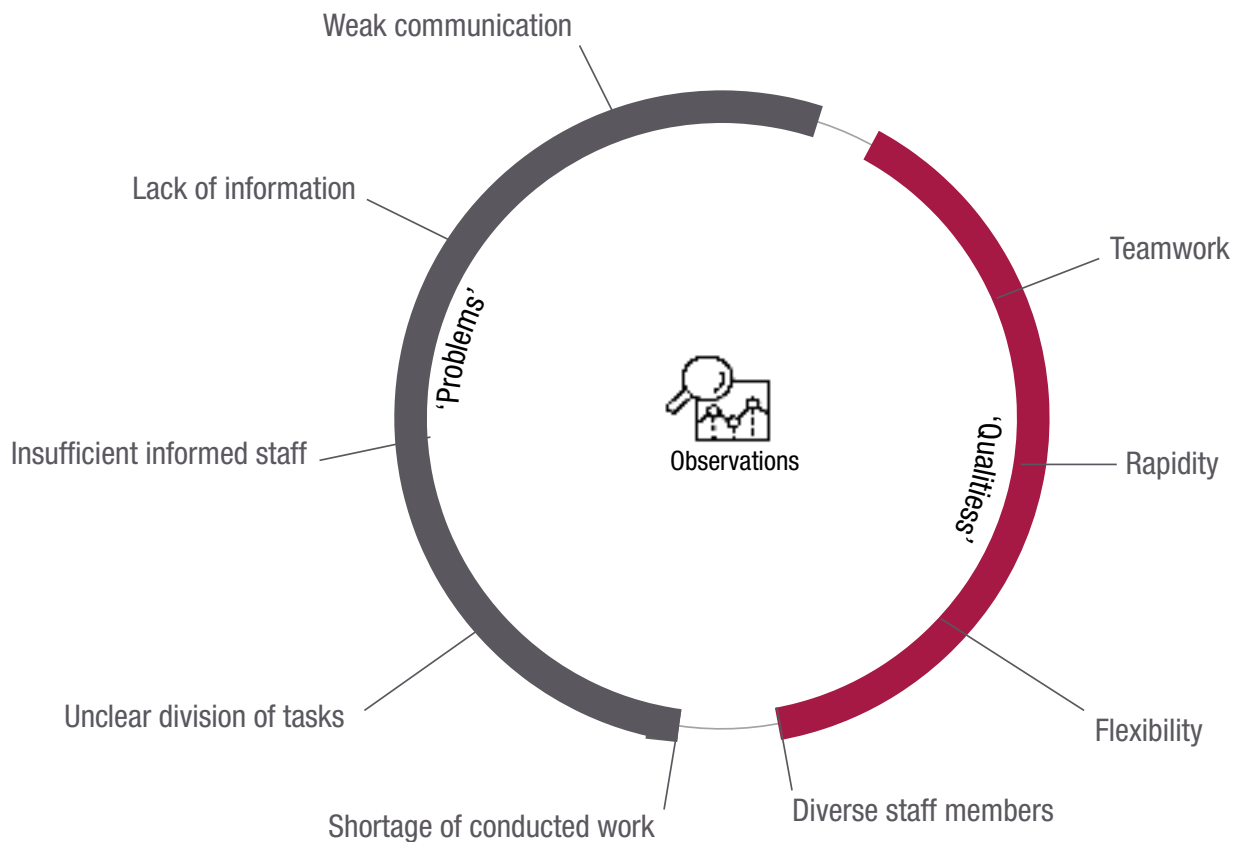 Weak communication
Lack of information
Insufficient informed staff
Unclear division of tasks
Shortage of conducted work
'Problems'
Observations
'Qualitiess'
Teamwork
Rapidity
Flexibility
Diverse staff members